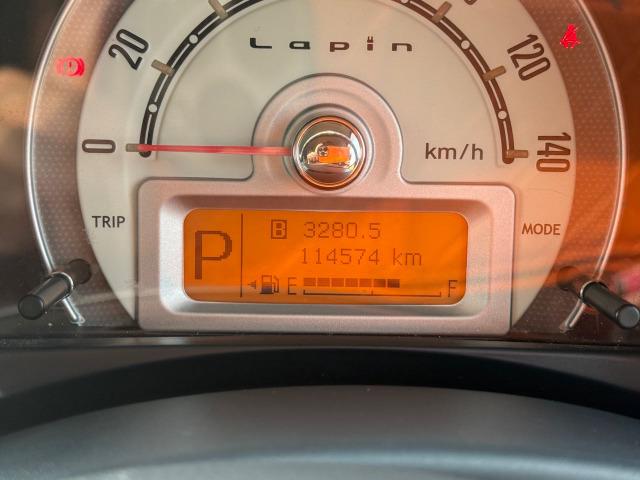 Lapin
20
120
0
140
km/h
TRIP
MODE
P
B 3280.5
114574 km
E F